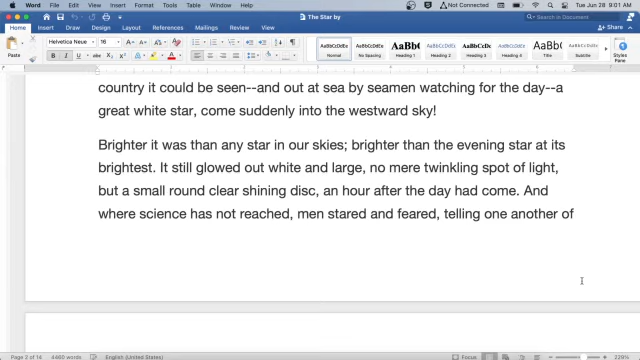 Word File Edit View Insert Format Tools Table Window Help
Not Connected Tue Jun 28 9:01 AM
The Star by
Search in Document
Home Insert Draw Design Layout References Mailings Review View
Share
Paste Helvetica Neue 16
AaBbCcDdEe AaBbCcDdEe AaBbC AaBbCcDdEe AaBbCcDc AaBbCcDdEe AaBb( AaBbCcDdEe
Normal No Spacing Heading 1 Heading 2 Heading 3 Heading 4 Title Subtitle Styles Pane
country it could be seen--and out at sea by seamen watching for the day--a
great white star, come suddenly into the westward sky!
Brighter it was than any star in our skies; brighter than the evening star at its
brightest. It still glowed out white and large, no mere twinkling spot of light,
but a small round clear shining disc, an hour after the day had come. And
where science has not reached, men stared and feared, telling one another of
Page 2 of 14 4460 words English (United States) Focus 229%